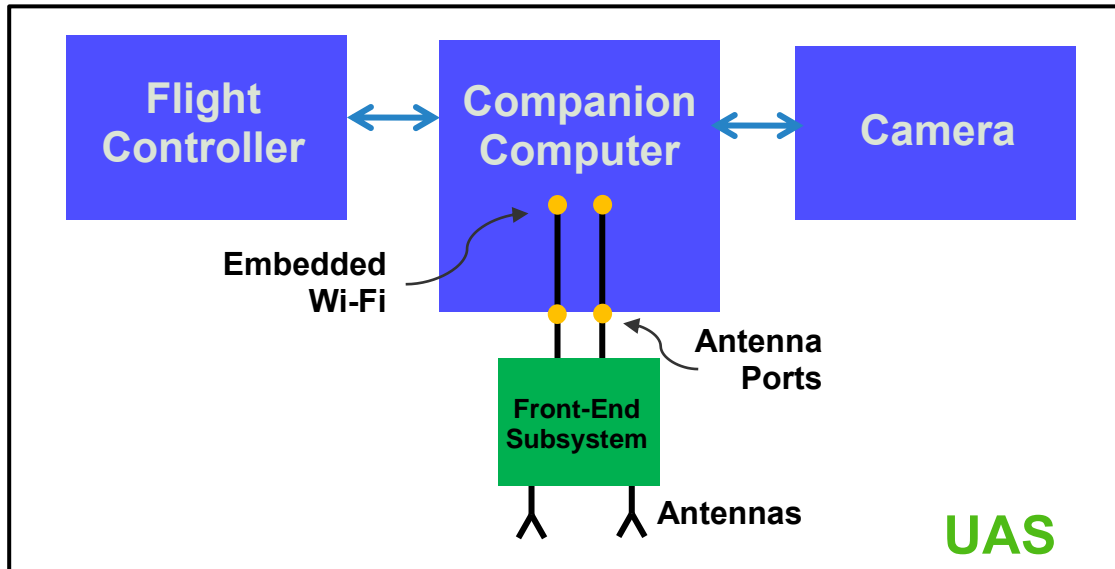 Flight
Controller
Companion
Computer
Camera
Embedded
Wi-Fi
Antenna
Ports
Front-End
Subsystem
Antennas
UAS